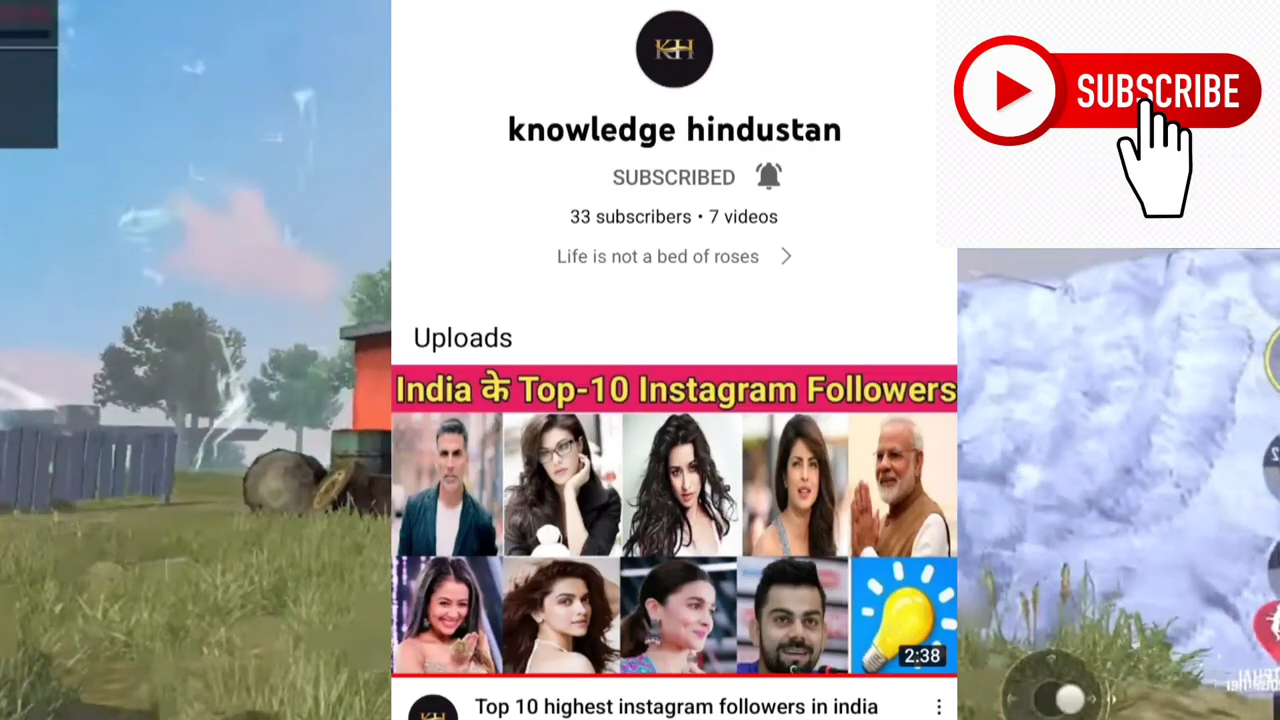 KH
knowledge hindustan
SUBSCRIBED
33 subscribers • 7 videos
Life is not a bed of roses
SUBSCRIBE
Uploads
India के Top-10 Instagram Followers
2:38
KH
Top 10 highest instagram followers in india